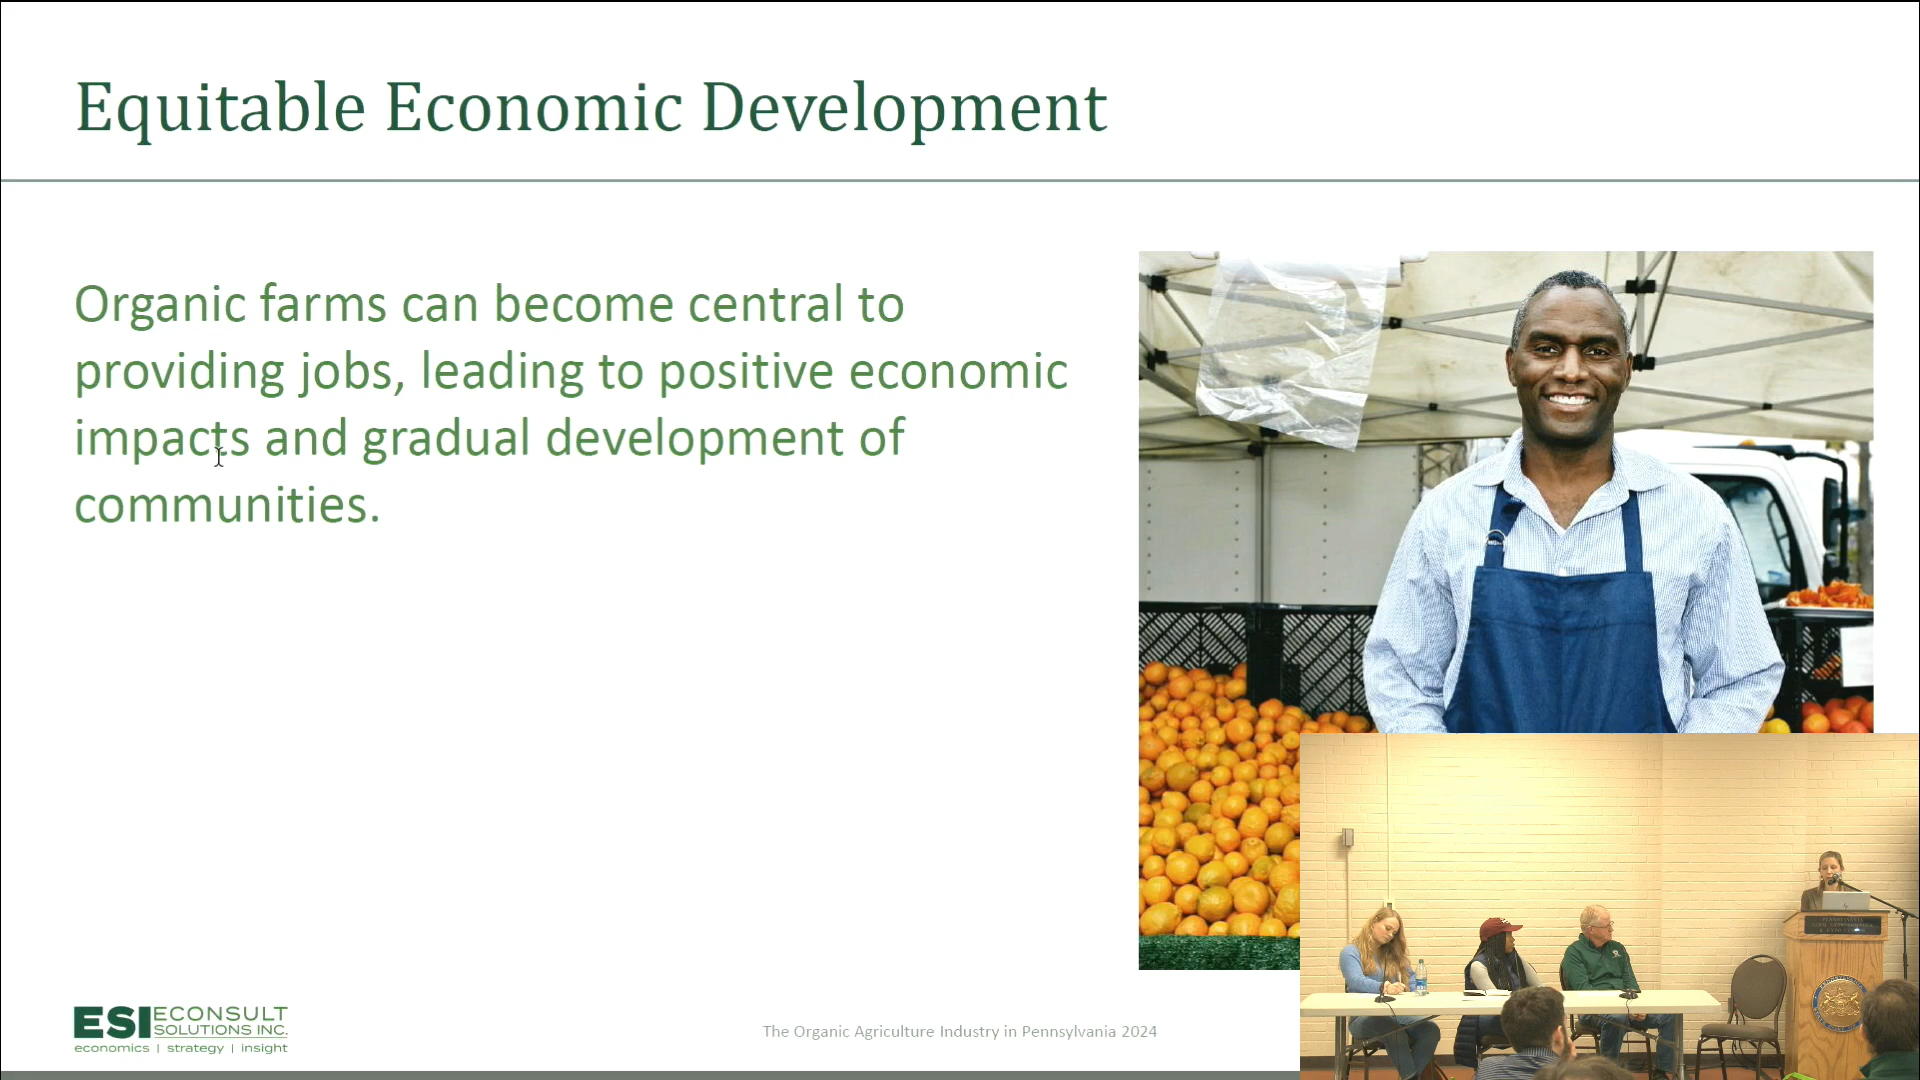 Equitable Economic Development
Organic farms can become central to
providing jobs, leading to positive economic
impacts and gradual development of
communities.
ESI ECONSULT
SOLUTIONS INC.
economics | strategy | insight
The Organic Agriculture Industry in Pennsylvania 2024